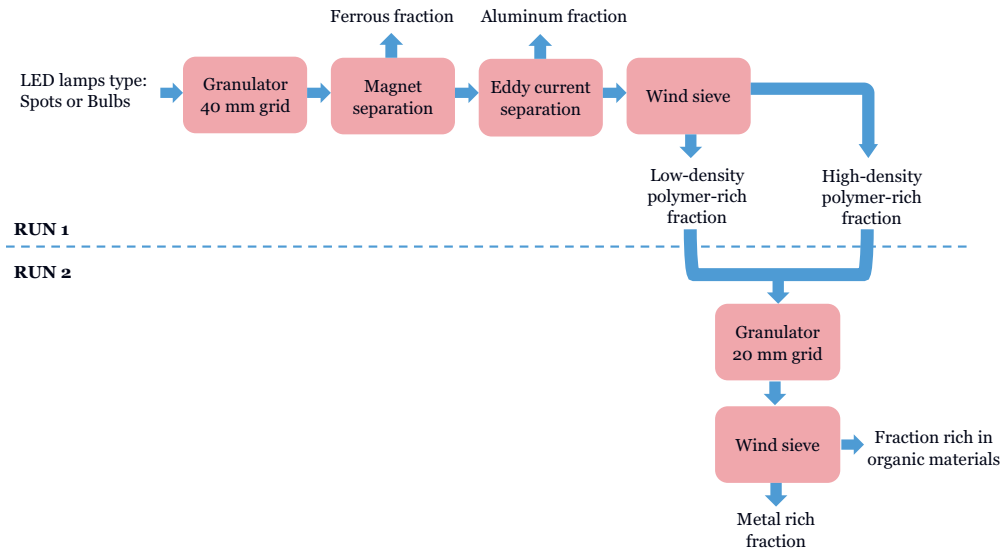 Ferrous fraction
Aluminum fraction
LED lamps type:
Spots or Bulbs
Granulator
40 mm grid
Magnet
separation
Eddy current
separation
Wind sieve
Low-density
polymer-rich
fraction
High-density
polymer-rich
fraction
RUN 1
RUN 2
Granulator
20 mm grid
Wind sieve
Fraction rich in
organic materials
Metal rich
fraction